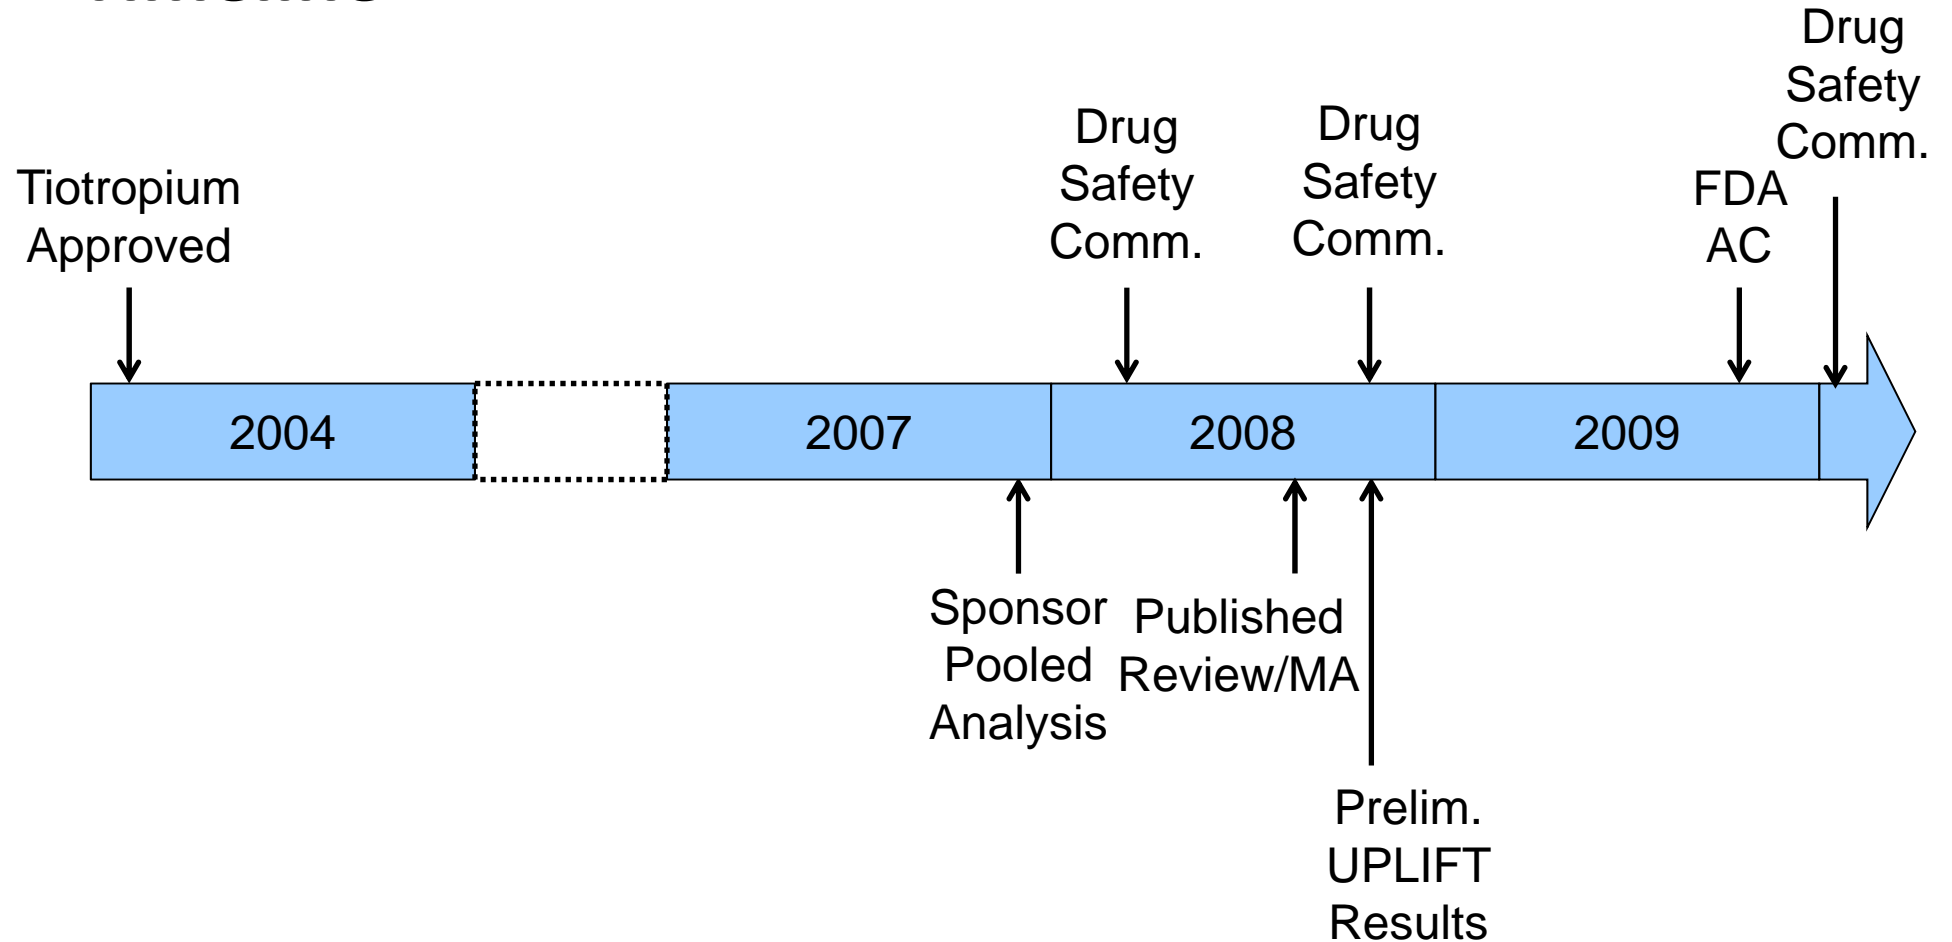 Drug
Safety
Comm.
Drug
Safety
Comm.
Drug
Safety
Comm.
Tiotropium
Approved
FDA
AC
2004
2007
2008
2009
Sponsor
Pooled
Analysis
Published
Review/MA
Prelim.
UPLIFT
Results